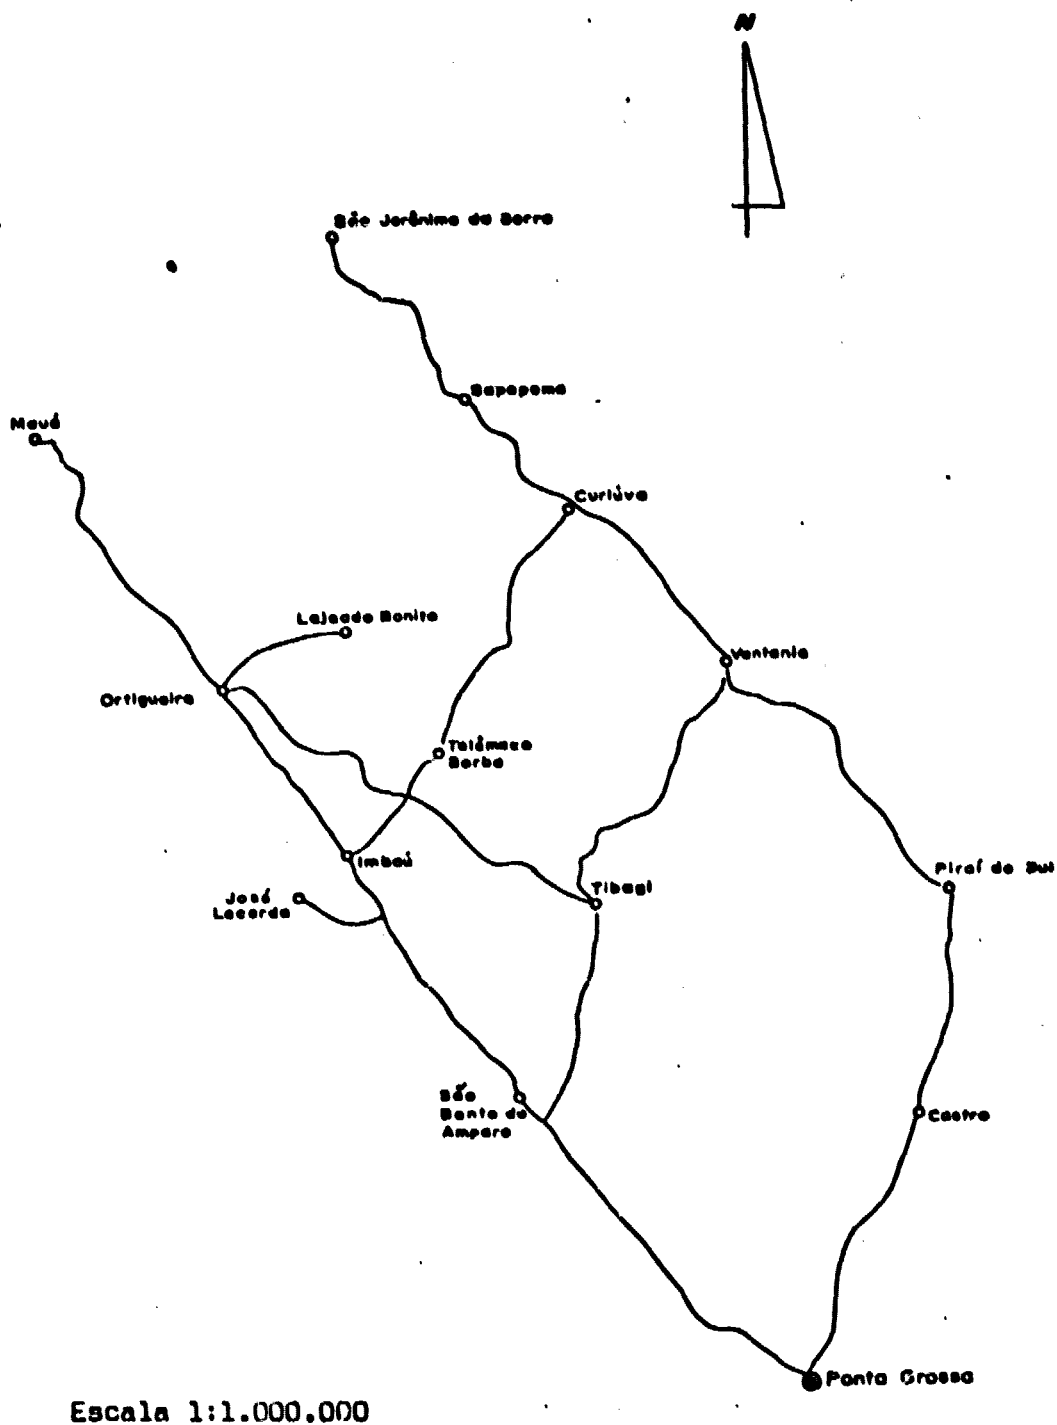 N
São Jerônimo da Serra
Sapopema
Mauá
Curiúva
Lajeado Bonito
Ventania
Ortigueira
Telêmaco
Borba
Imbaú
Piraí do Sul
Tibagi
José
Lacerda
São
Bento do
Amparo
Castro
Ponta Grossa
Escala 1:1.000.000